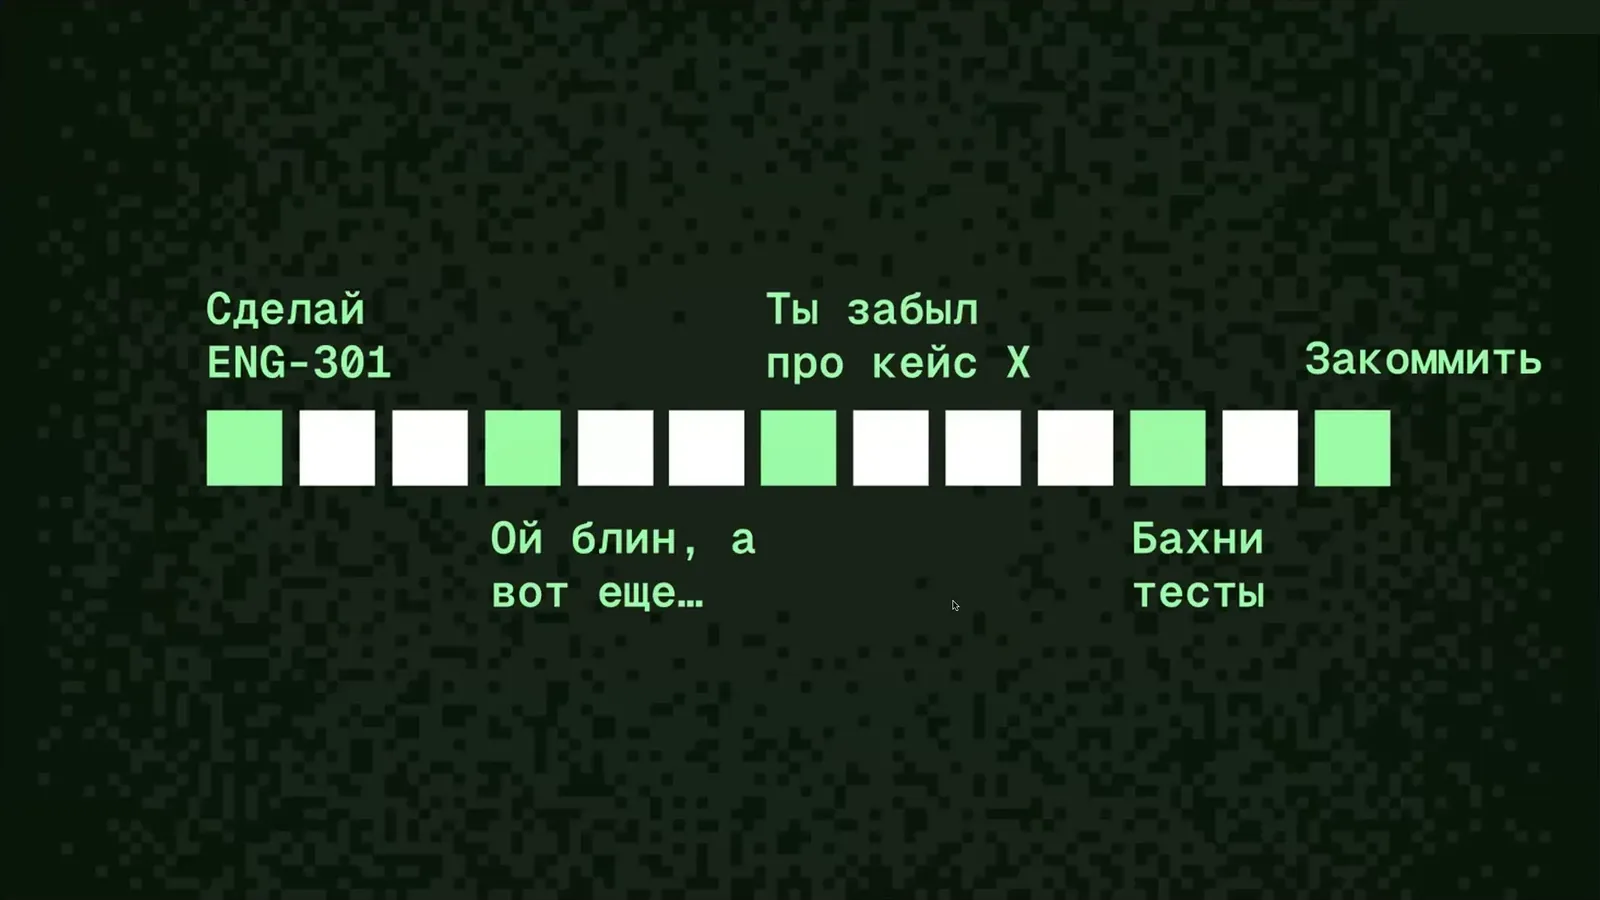 Сделай
ENG-301
Ты забыл
про кейс X
Закоммить
Ой блин, а
вот еще…
Бахни
тесты